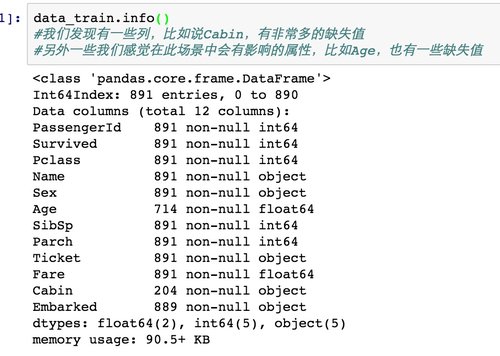 1]: data_train.info()
#我们发现有一些列，比如说Cabin，有非常多的缺失值
#另外一些我们感觉在此场景中会有影响的属性，比如Age，也有一些缺失值
<class 'pandas.core.frame.DataFrame'>
Int64Index: 891 entries, 0 to 890
Data columns (total 12 columns):
PassengerId    891 non-null int64
Survived       891 non-null int64
Pclass         891 non-null int64
Name           891 non-null object
Sex            891 non-null object
Age            714 non-null float64
SibSp          891 non-null int64
Parch          891 non-null int64
Ticket         891 non-null object
Fare           891 non-null float64
Cabin          204 non-null object
Embarked       889 non-null object
dtypes: float64(2), int64(5), object(5)
memory usage: 90.5+ KB